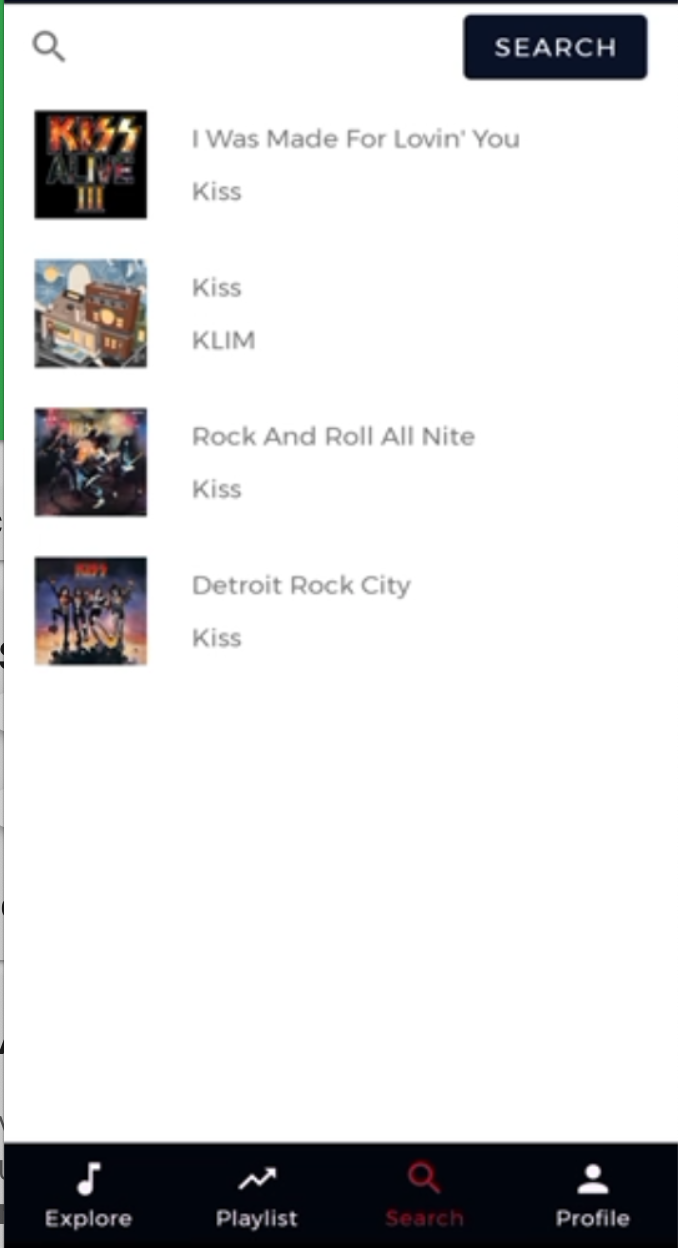 SEARCH
KISS
ALIVE
III
I Was Made For Lovin' You
Kiss
Kiss
KLIM
Rock And Roll All Nite
Kiss
KISS
Detroit Rock City
Kiss
Explore
Playlist
Search
Profile